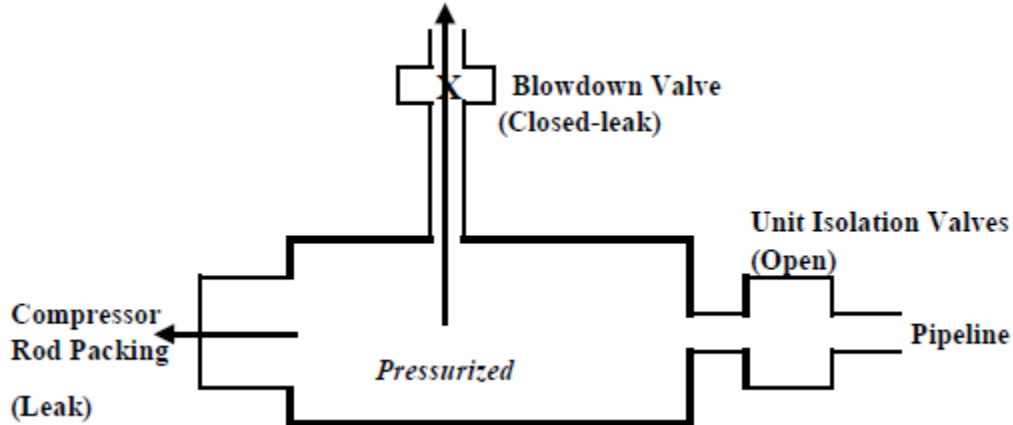 X
Blowdown Valve
(Closed-leak)
Unit Isolation Valves
(Open)
Compressor
Rod Packing
(Leak)
Pressurized
Pipeline